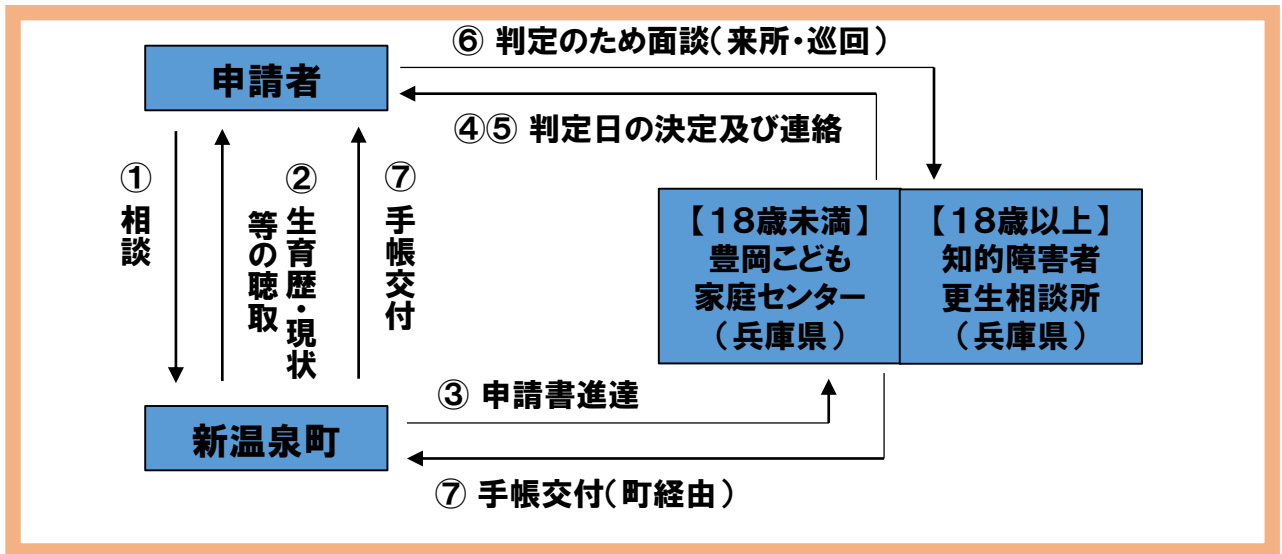 ⑥ 判定のため面談(来所・巡回)
申請者
④⑤ 判定日の決定及び連絡
①相談
②生育歴・現状
等の聴取
⑦手帳交付
【18歳未満】
豊岡こども
家庭センター
(兵庫県)
【18歳以上】
知的障害者
更生相談所
(兵庫県)
③ 申請書進達
新温泉町
⑦ 手帳交付(町経由)